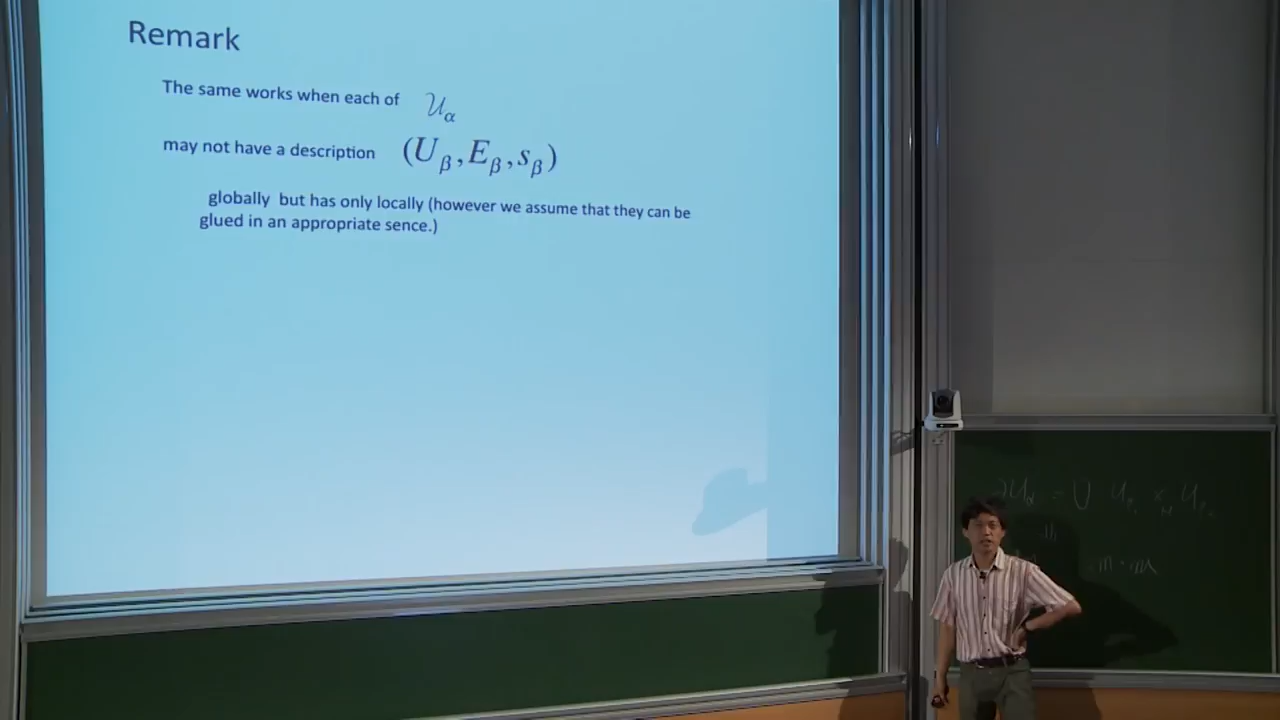 Remark
The same works when each of 𝒰_α
may not have a description (U_β, E_β, s_β)
globally but has only locally (however we assume that they can be
glued in an appropriate sence.)